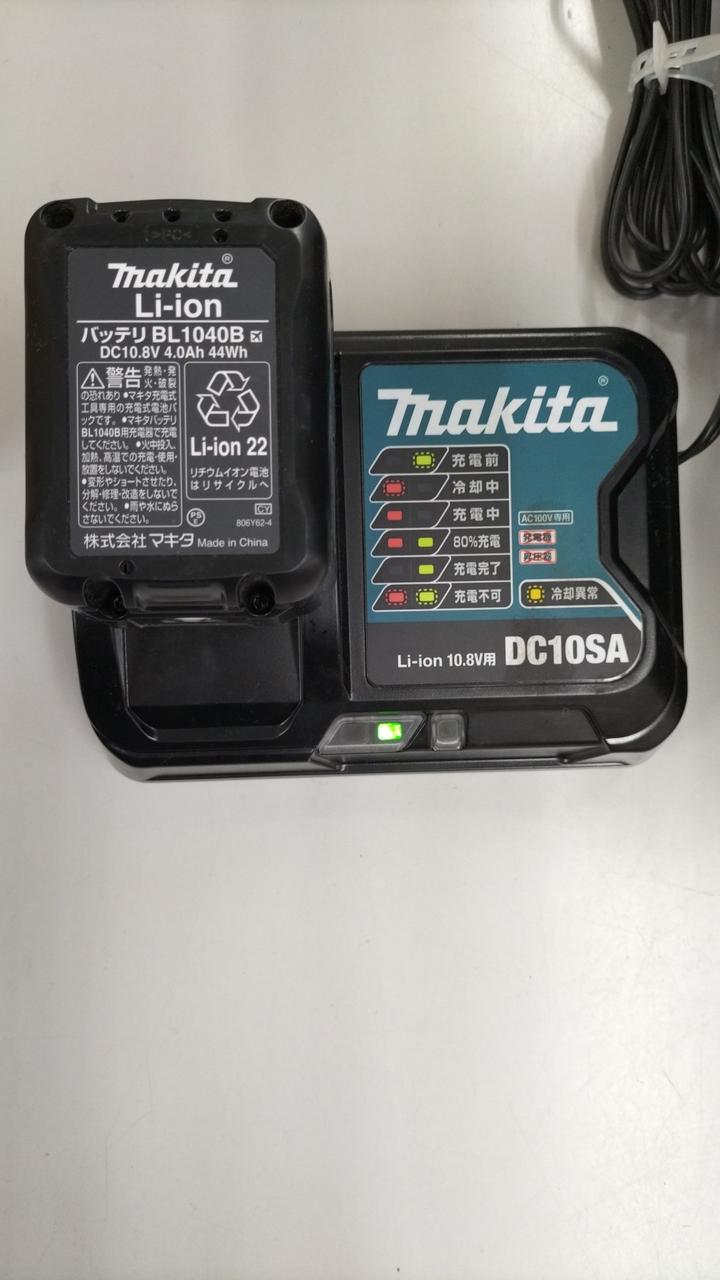 >PC<
makita®
Li-ion
バッテリ BL1040B
DC10.8V 4.0Ah 44Wh
警告 発熱・発
火・破裂
の恐れあり ●マキタ充電式
工具専用の充電式電池パ
ックです。●マキタバッテリ
BL1040B用充電器で充電
してください。●火中投入、
加熱、高温での充電・使用・
放置をしないでください。
●変形やショートさせたり、
分解・修理・改造をしないで
ください。●雨や水にぬら
さないでください。
Li-ion 22
リチウムイオン電池
はリサイクルへ
PS
E
CY
806Y62-4
株式会社マキタ Made in China
makita®
充電前
冷却中
充電中
80%充電
充電完了
充電不可
AC100V専用
発電機
昇圧器
冷却異常
Li-ion 10.8V用 DC10SA